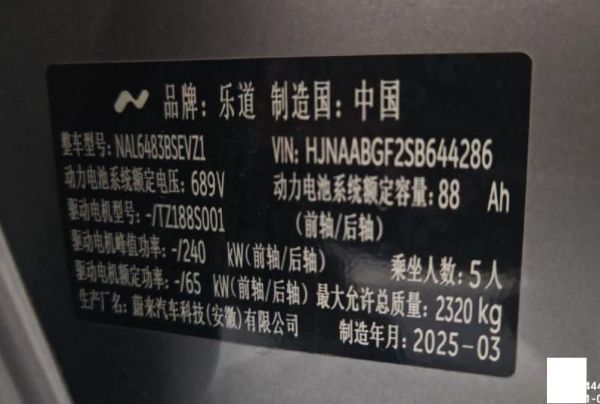 品牌：乐道 制造国：中国
整车型号：NAL6483BSEVZ1 VIN: HJNAABGF2SB644286
动力电池系统额定电压：689V 动力电池系统额定容量：88 Ah
驱动电机型号：-/TZ188S001 （前轴/后轴）
驱动电机峰值功率：-/240 kW（前轴/后轴） 乘坐人数：5人
驱动电机额定功率：-/65 kW（前轴/后轴） 最大允许总质量：2320 kg
生产厂名：蔚来汽车科技（安徽）有限公司 制造年月：2025-03